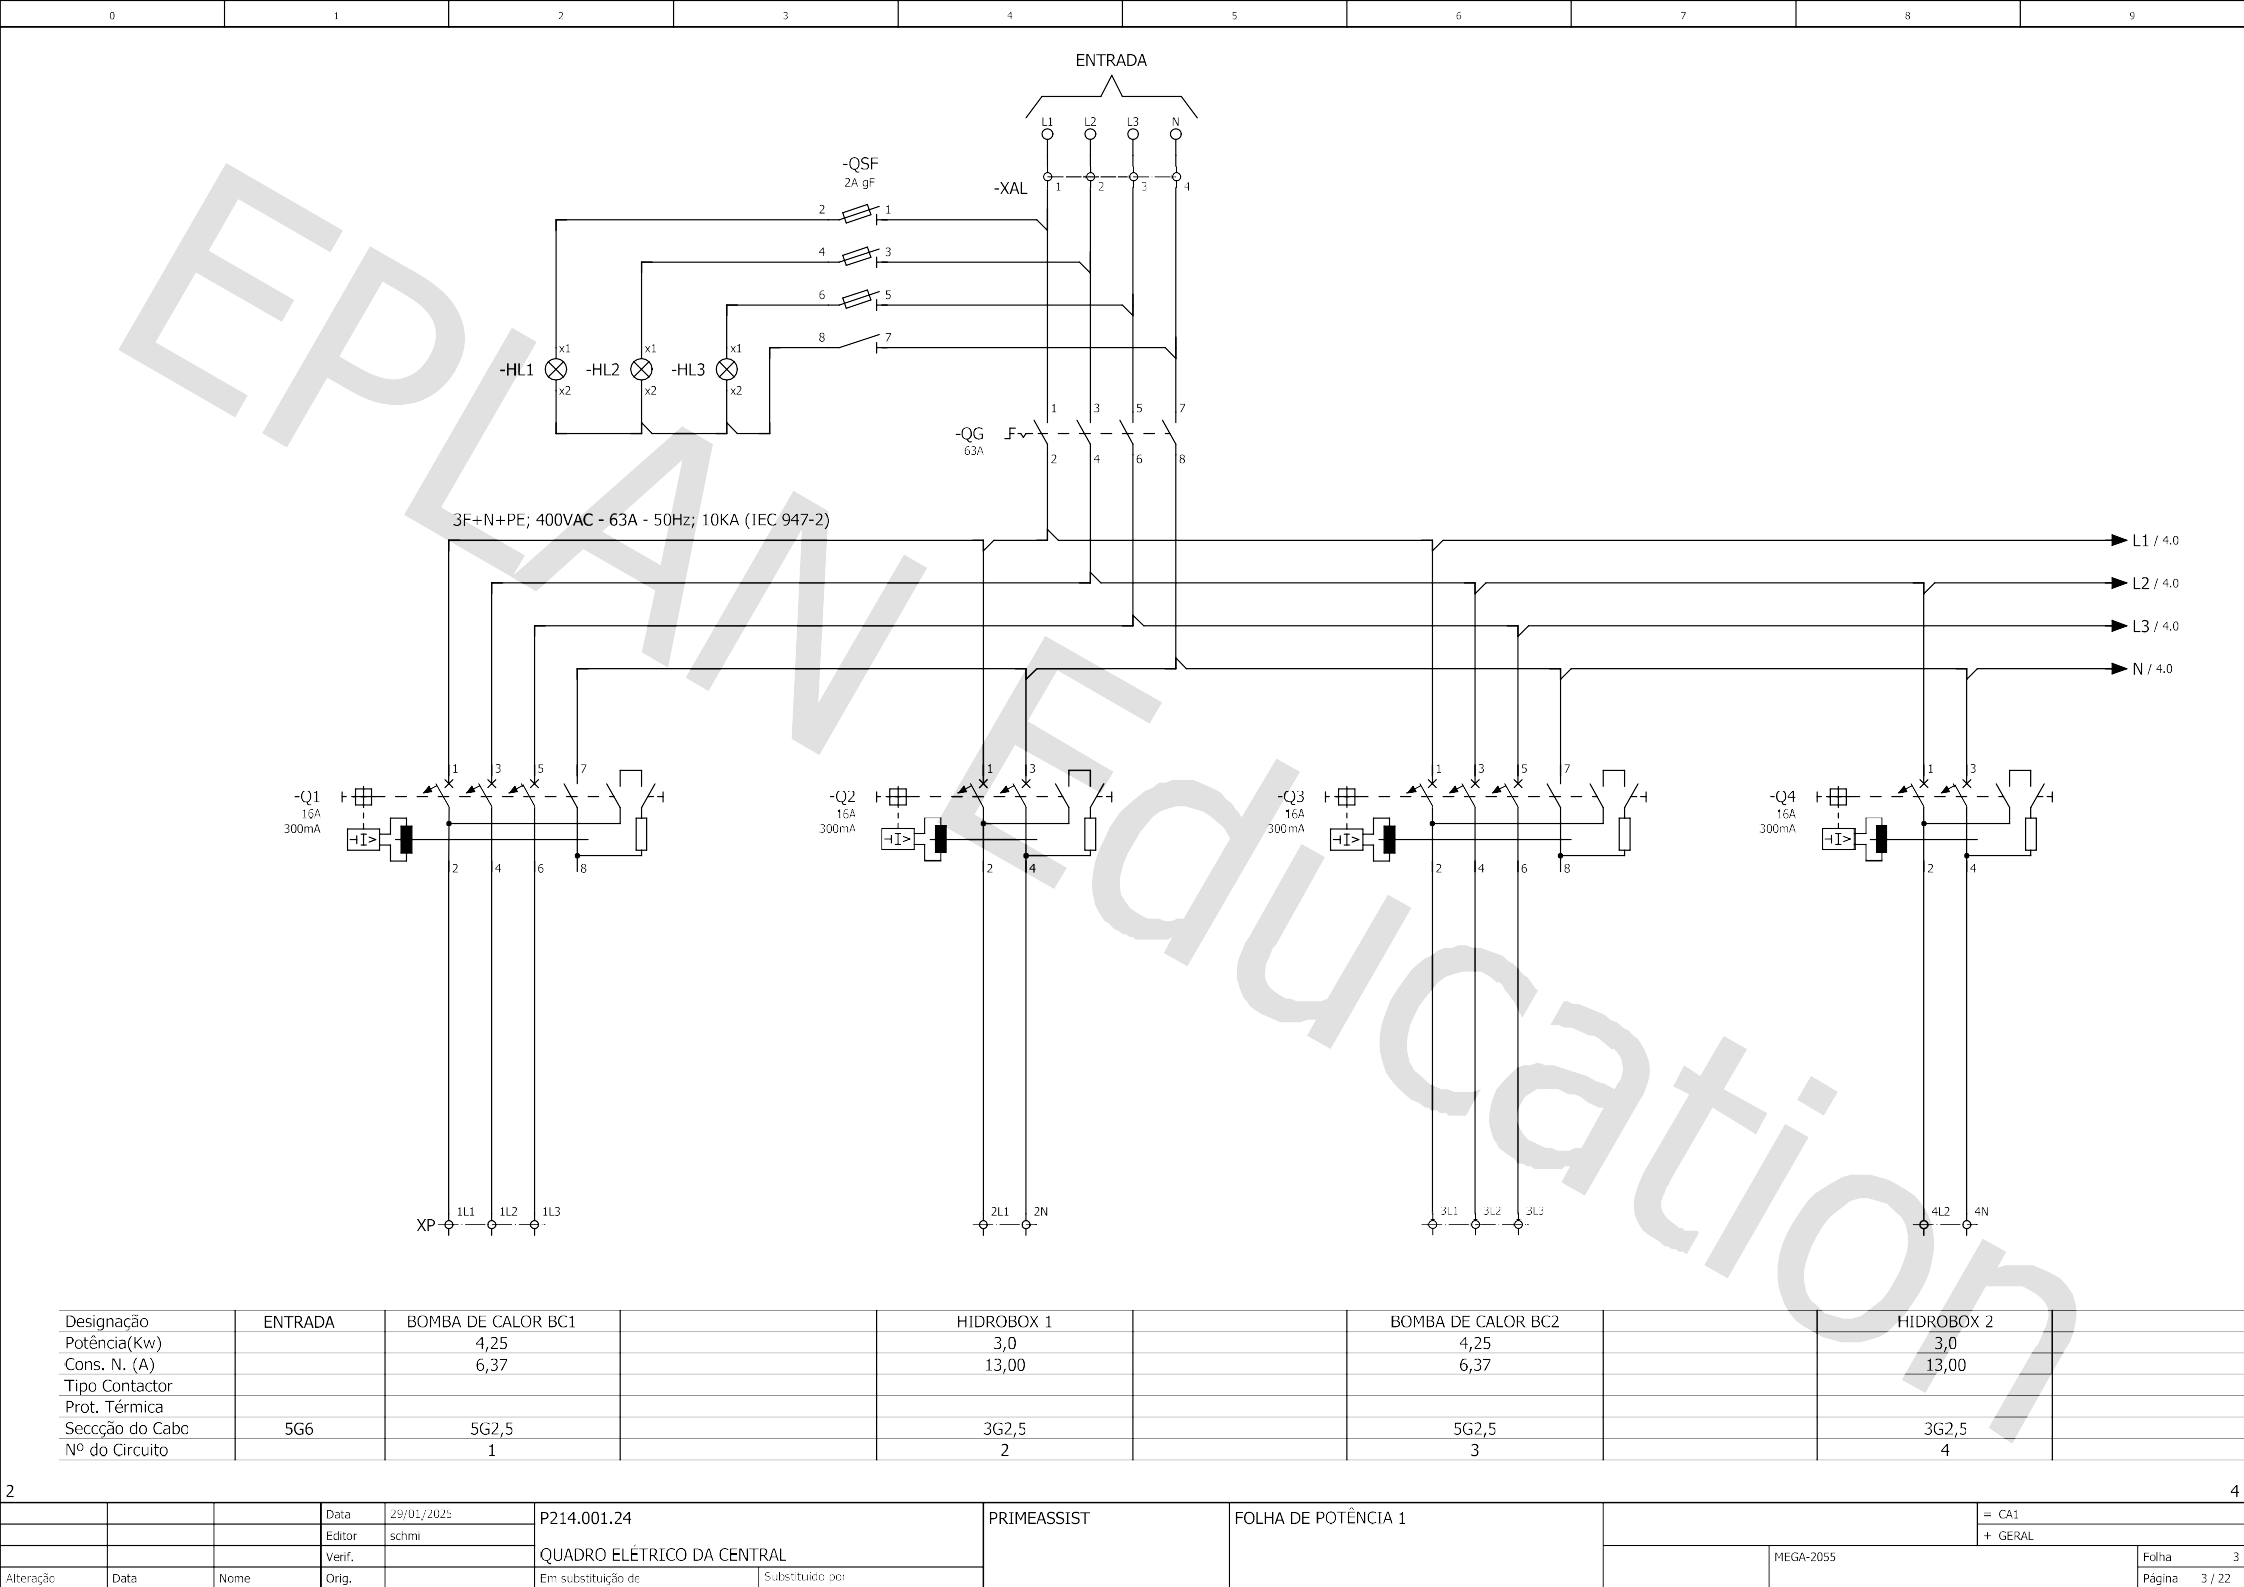 0 1 2 3 4 5 6 7 8 9
ENTRADA
L1 L2 L3 N
-XAL 1 2 3 4
-QSF
2A gF
2 1
4 3
6 5
8 7
-HL1 x1 x2
-HL2 x1 x2
-HL3 x1 x2
-QG
63A
1 3 5 7
2 4 6 8
3F+N+PE; 400VAC - 63A - 50Hz; 10KA (IEC 947-2)
L1 / 4.0
L2 / 4.0
L3 / 4.0
N / 4.0
-Q1
16A
300mA
1 3 5 7
I>
2 4 6 8
-Q2
16A
300mA
1 3
I>
2 4
-Q3
16A
300mA
1 3 5 7
I>
2 4 6 8
-Q4
16A
300mA
1 3
I>
2 4
XP 1L1 1L2 1L3
2L1 2N
3L1 3L2 3L3
4L2 4N
EPLAN Education
Designação ENTRADA BOMBA DE CALOR BC1 HIDROBOX 1 BOMBA DE CALOR BC2 HIDROBOX 2
Potência(Kw) 4,25 3,0 4,25 3,0
Cons. N. (A) 6,37 13,00 6,37 13,00
Tipo Contactor
Prot. Térmica
Seccção do Cabo 5G6 5G2,5 3G2,5 5G2,5 3G2,5
Nº do Circuito 1 2 3 4
2 4
Data 29/01/2025
Editor schmi
Verif.
Alteração Data Nome Orig.
P214.001.24
QUADRO ELÉTRICO DA CENTRAL
Em substituição de Substituído por
PRIMEASSIST
FOLHA DE POTÊNCIA 1
= CA1
+ GERAL
MEGA-2055
Folha 3
Página 3 / 22